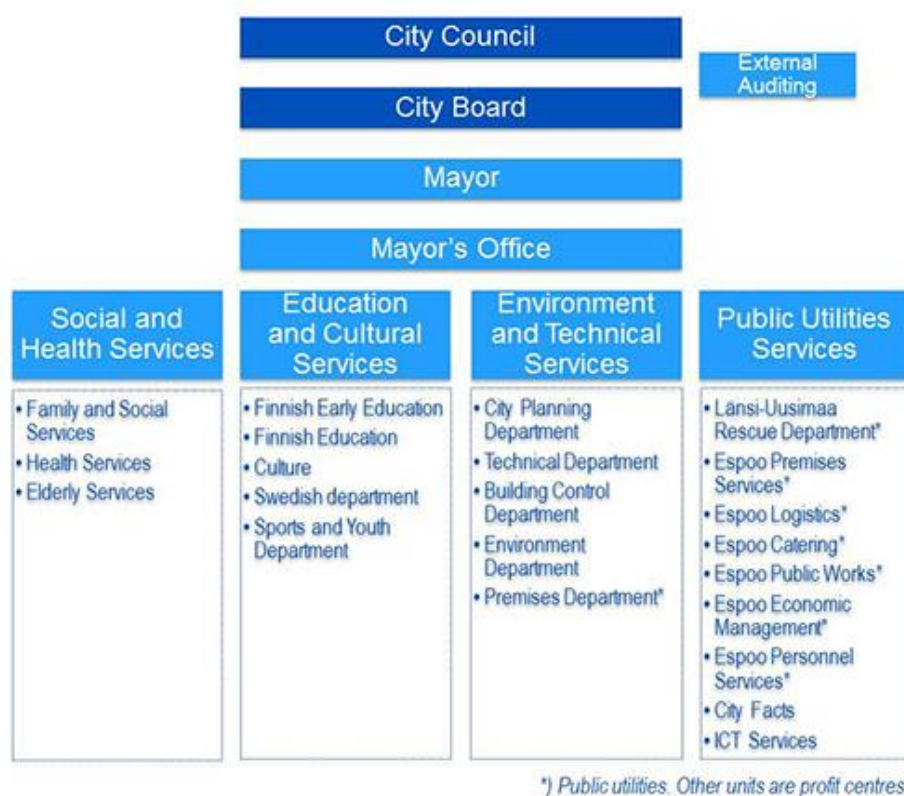 City Council
External
Auditing
City Board
Mayor
Mayor's Office
Social and
Health Services
• Family and Social
Services
• Health Services
• Elderly Services
Education
and Cultural
Services
• Finnish Early Education
• Finnish Education
• Culture
• Swedish department
• Sports and Youth
Department
Environment
and Technical
Services
• City Planning
Department
• Technical Department
• Building Control
Department
• Environment
Department
• Premises Department*
Public Utilities
Services
• Länsi-Uusimaa
Rescue Department*
• Espoo Premises
Services*
• Espoo Logistics*
• Espoo Catering*
• Espoo Public Works*
• Espoo Economic
Management*
• Espoo Personnel
Services*
• City Facts
• ICT Services
*) Public utilities. Other units are profit centres